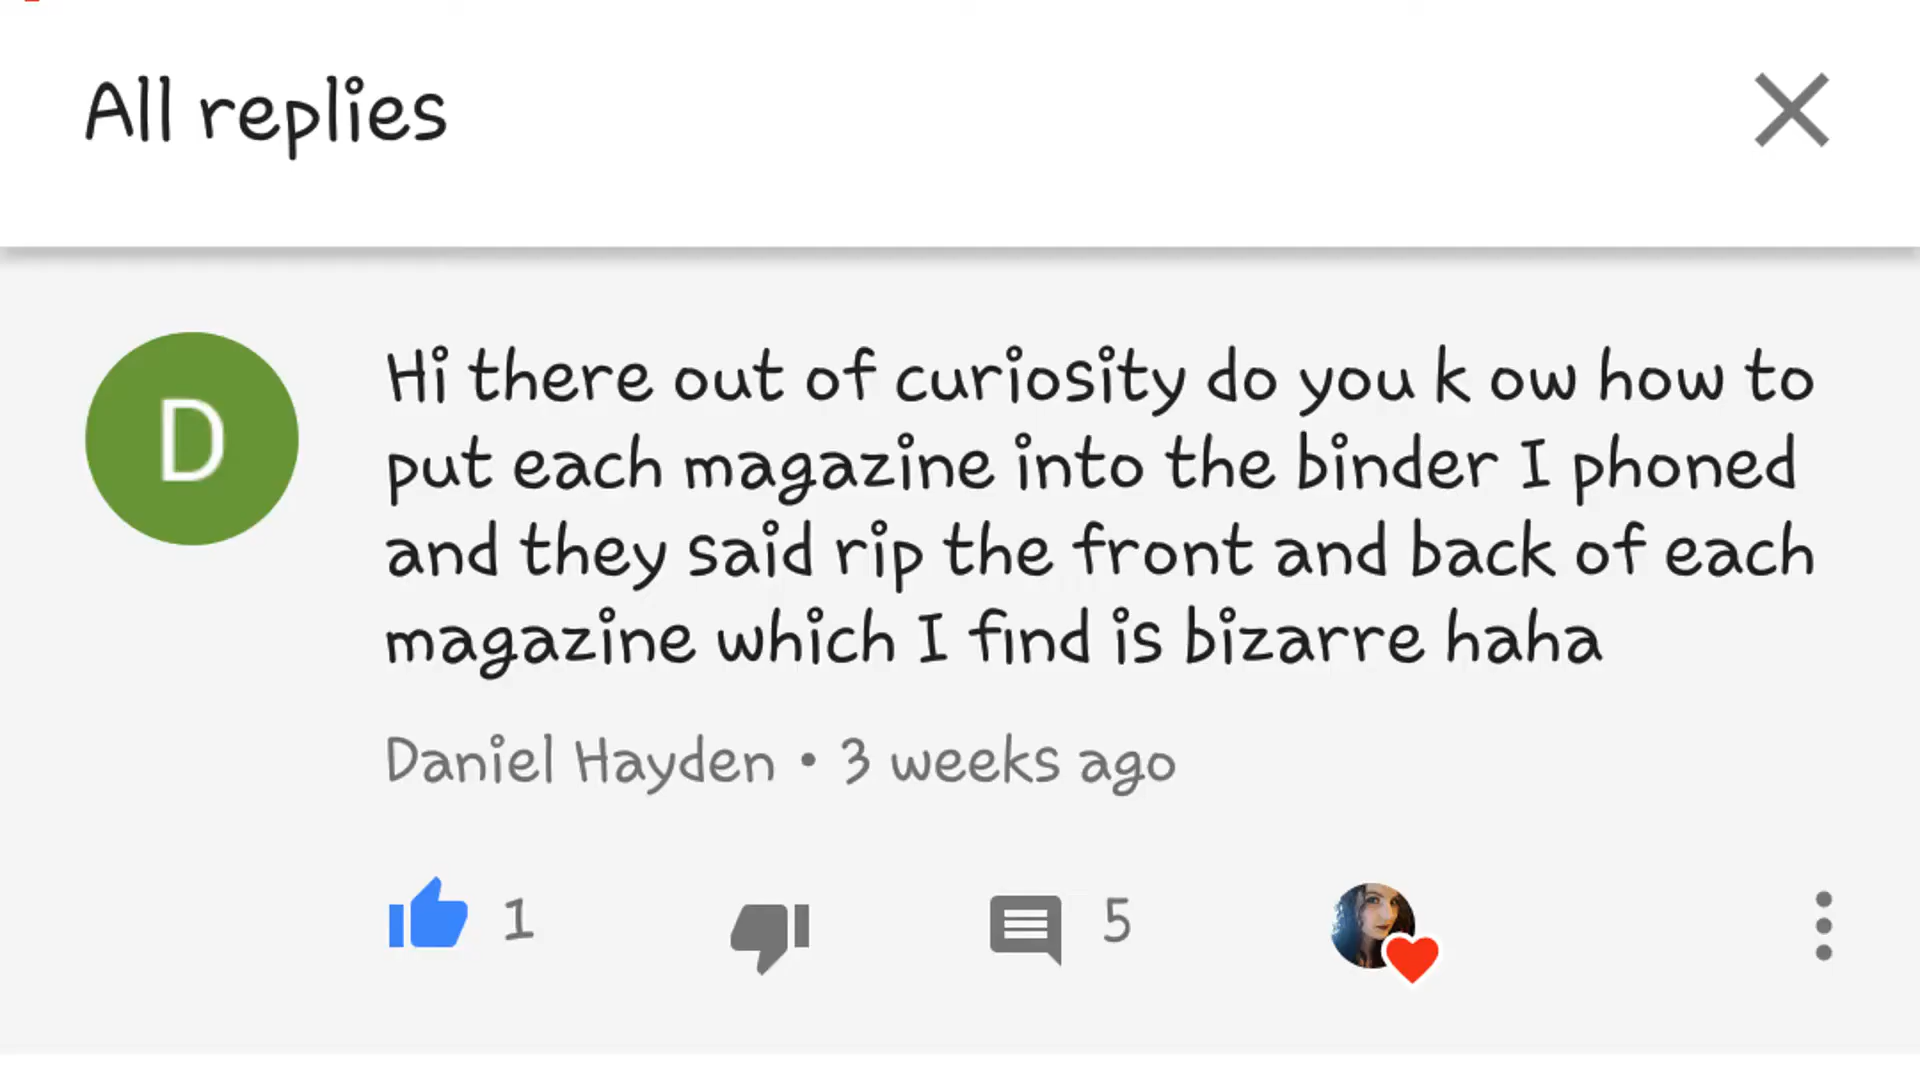 All replies
D
Hi there out of curiosity do you k ow how to
put each magazine into the binder I phoned
and they said rip the front and back of each
magazine which I find is bizarre haha
Daniel Hayden • 3 weeks ago
1 5